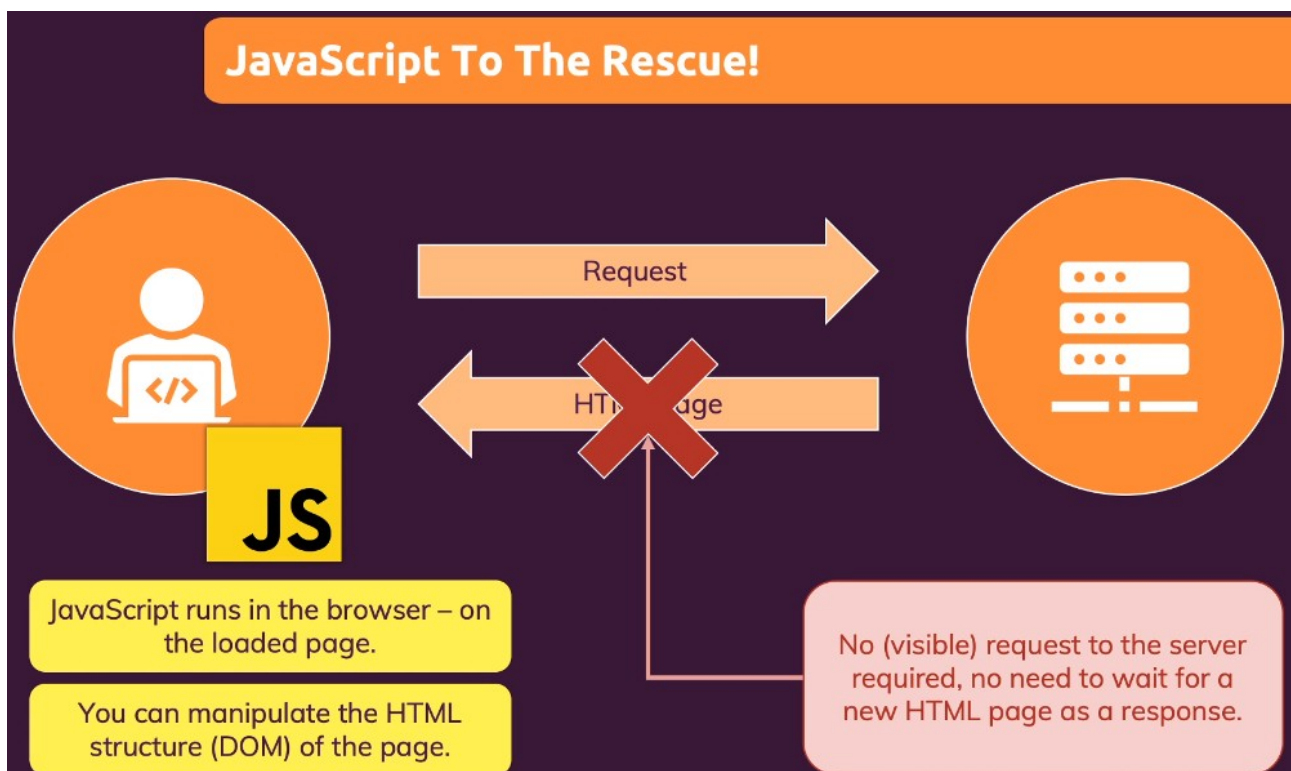 JavaScript To The Rescue!
Request
HT age
</>
JS
JavaScript runs in the browser – on
the loaded page.
You can manipulate the HTML
structure (DOM) of the page.
No (visible) request to the server
required, no need to wait for a
new HTML page as a response.